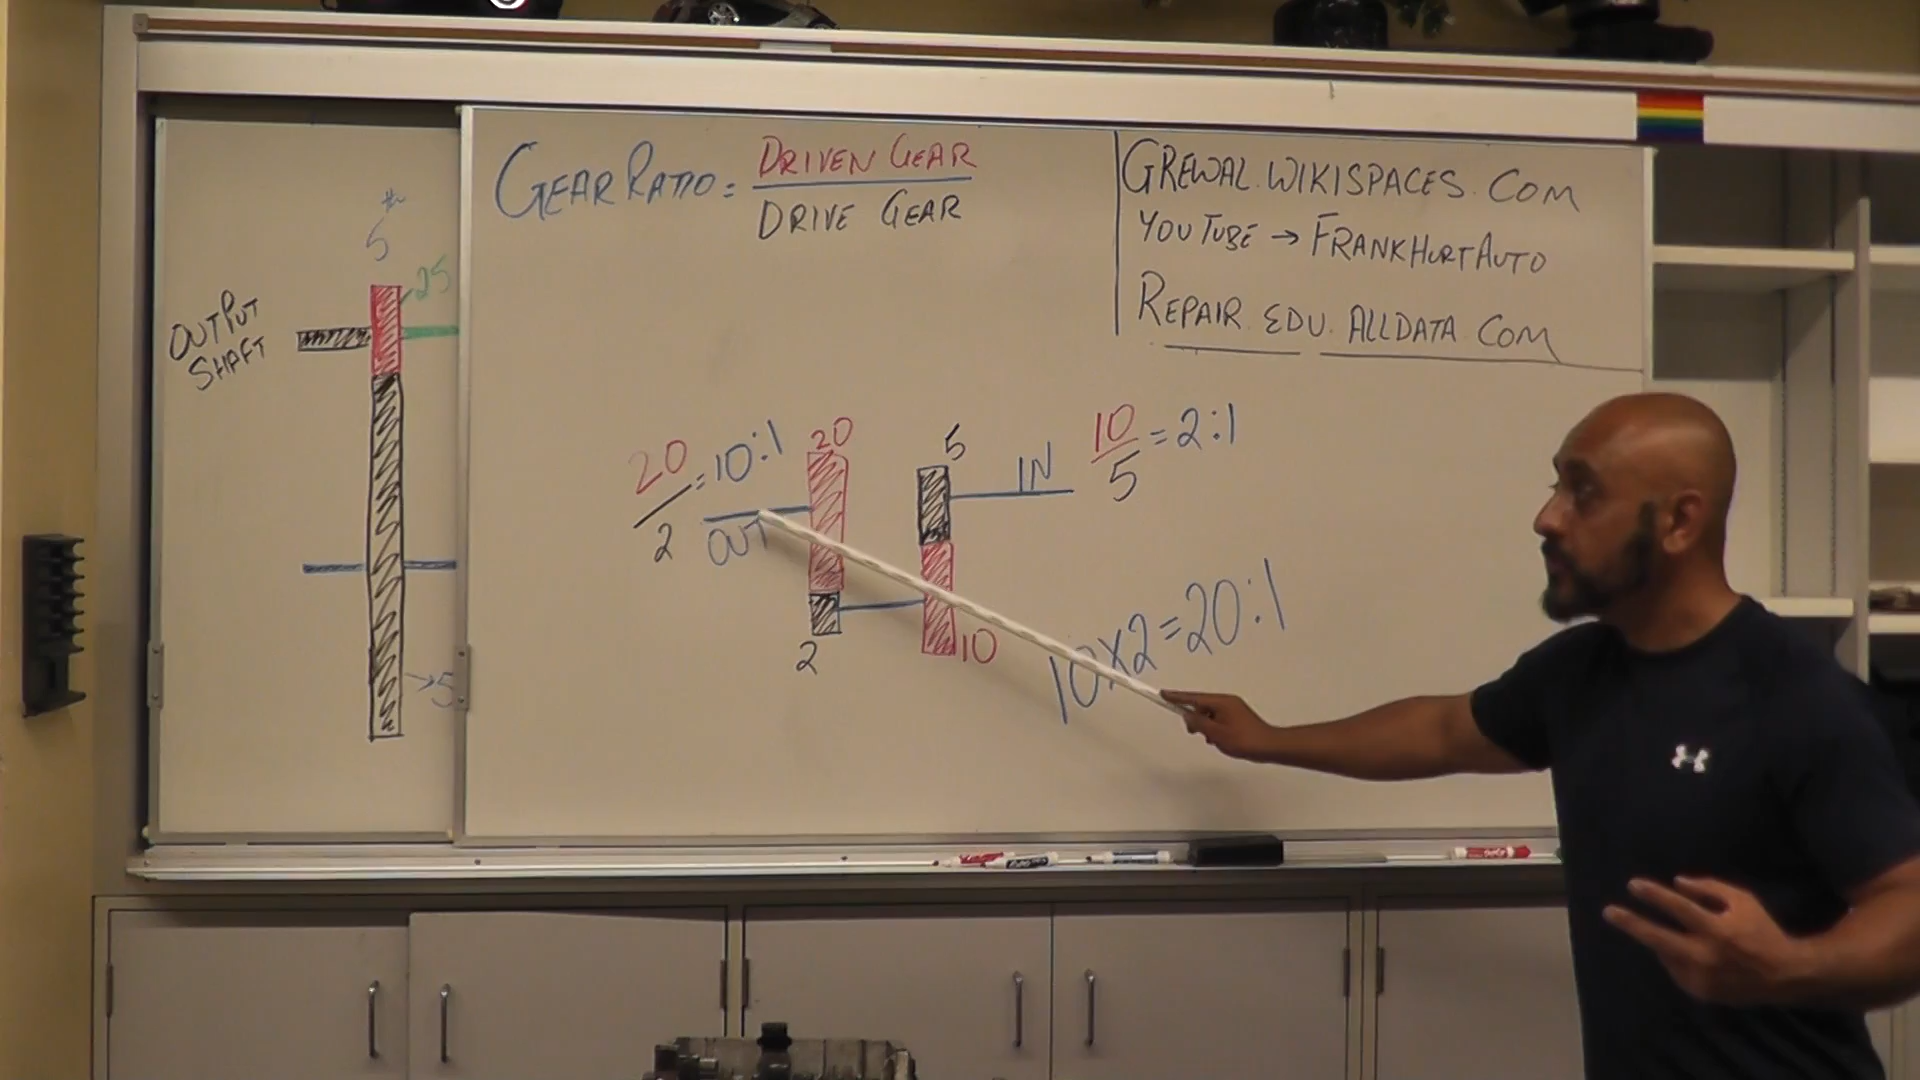 GEAR RATIO = DRIVEN GEAR
DRIVE GEAR
GREWAL.WIKISPACES.COM
YOUTUBE → FRANKHURTAUTO
REPAIR.EDU.ALLDATA.COM
5
25
OUTPUT
SHAFT
20/2 = 10:1
OUT
20
2
5
IN
10/5 = 2:1
10
10x2=20:1